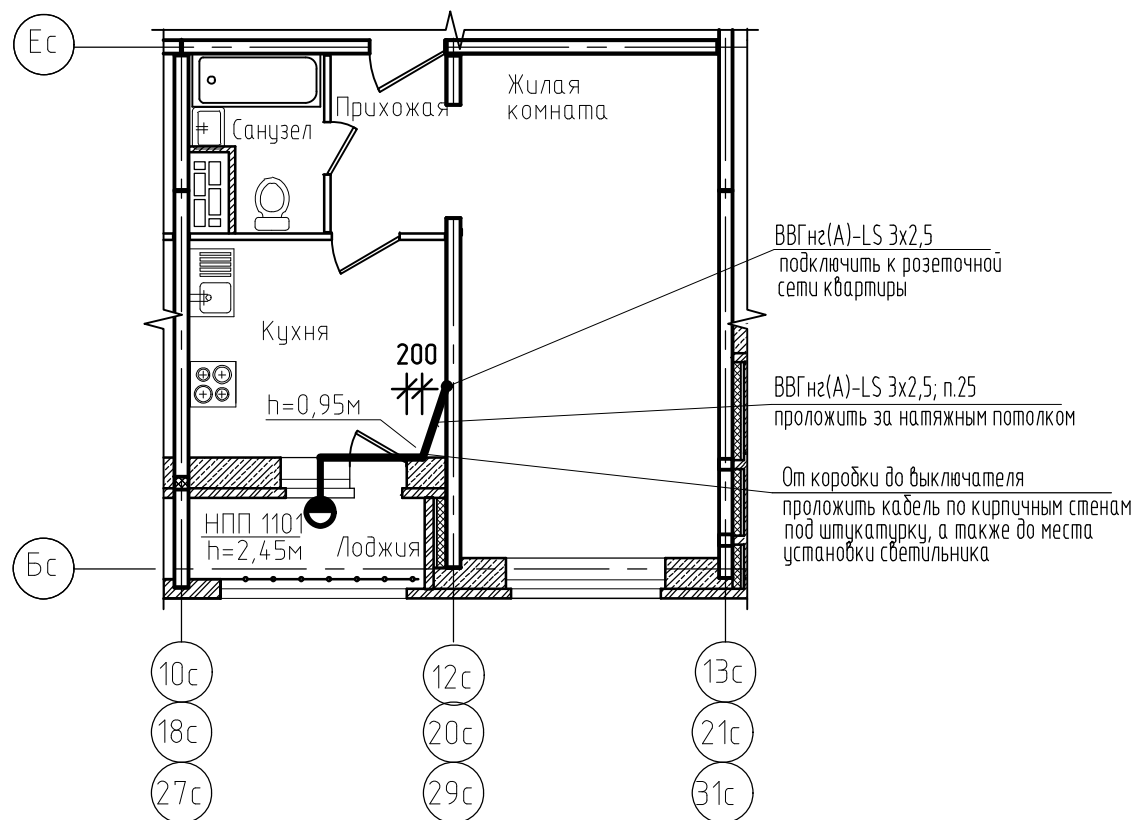 Ес
Прихожая
Жилая
комната
Санузел
ВВГнг(А)-LS 3х2,5
подключить к розеточной
сети квартиры
Кухня
200
h=0,95м
ВВГнг(А)-LS 3х2,5; п.25
проложить за натяжным потолком
От коробки до выключателя
проложить кабель по кирпичным стенам
под штукатурку, а также до места
установки светильника
НПП 1101
h=2,45м
Лоджия
Бс
10с
12с
13с
18с
20с
21с
27с
29с
31с